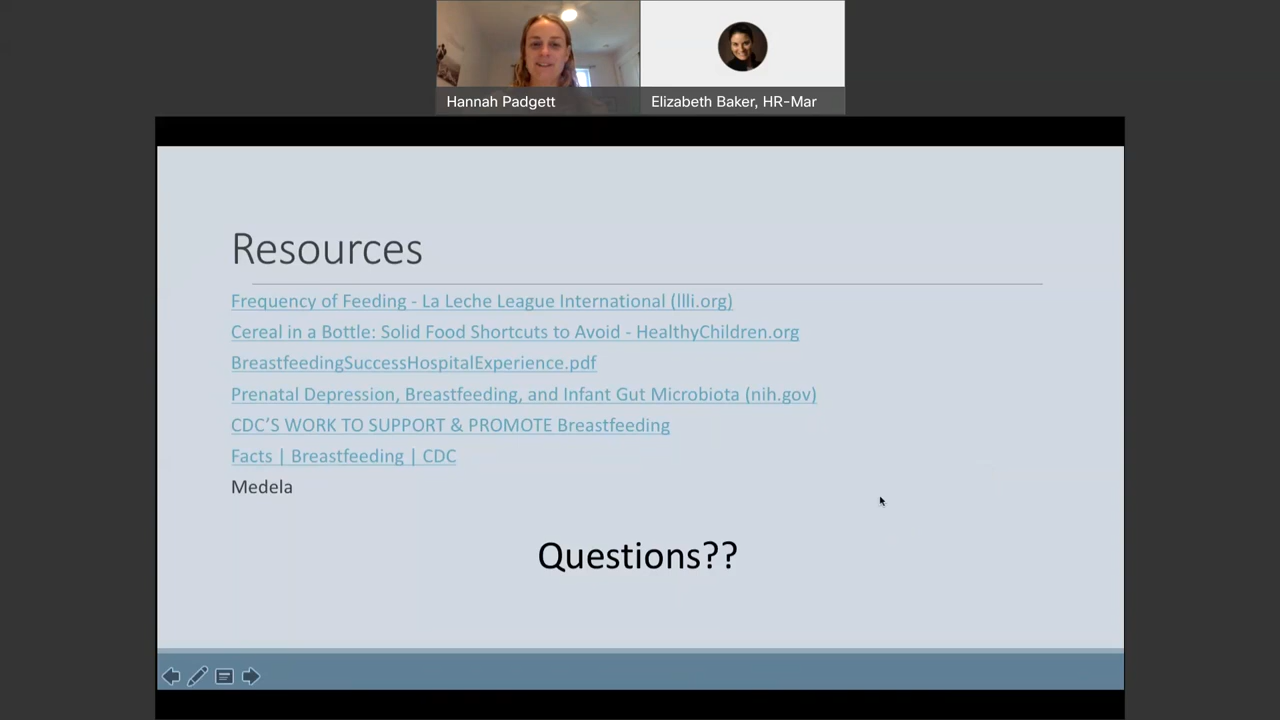 Hannah Padgett
Elizabeth Baker, HR-Mar
Resources
Frequency of Feeding - La Leche League International (llli.org)
Cereal in a Bottle: Solid Food Shortcuts to Avoid - HealthyChildren.org
BreastfeedingSuccessHospitalExperience.pdf
Prenatal Depression, Breastfeeding, and Infant Gut Microbiota (nih.gov)
CDC’S WORK TO SUPPORT & PROMOTE Breastfeeding
Facts | Breastfeeding | CDC
Medela
Questions??